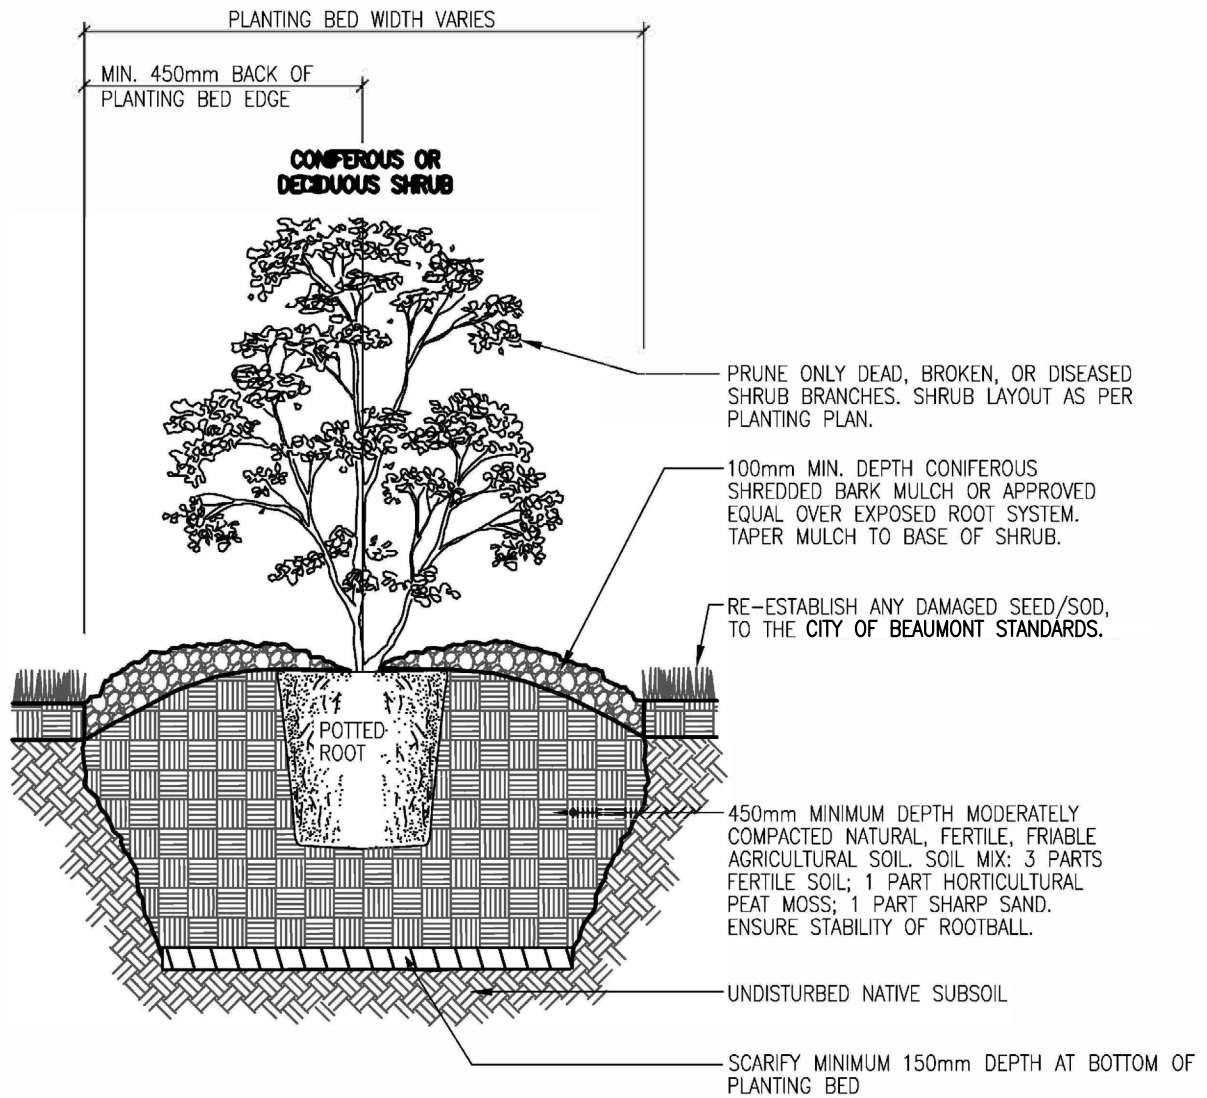 PLANTING BED WIDTH VARIES
MIN. 450mm BACK OF
PLANTING BED EDGE
CONIFEROUS OR
DECIDUOUS SHRUB
PRUNE ONLY DEAD, BROKEN, OR DISEASED
SHRUB BRANCHES. SHRUB LAYOUT AS PER
PLANTING PLAN.
100mm MIN. DEPTH CONIFEROUS
SHREDDED BARK MULCH OR APPROVED
EQUAL OVER EXPOSED ROOT SYSTEM.
TAPER MULCH TO BASE OF SHRUB.
RE-ESTABLISH ANY DAMAGED SEED/SOD,
TO THE CITY OF BEAUMONT STANDARDS.
POTTED
ROOT
450mm MINIMUM DEPTH MODERATELY
COMPACTED NATURAL, FERTILE, FRIABLE
AGRICULTURAL SOIL. SOIL MIX: 3 PARTS
FERTILE SOIL; 1 PART HORTICULTURAL
PEAT MOSS; 1 PART SHARP SAND.
ENSURE STABILITY OF ROOTBALL.
UNDISTURBED NATIVE SUBSOIL
SCARIFY MINIMUM 150mm DEPTH AT BOTTOM OF
PLANTING BED